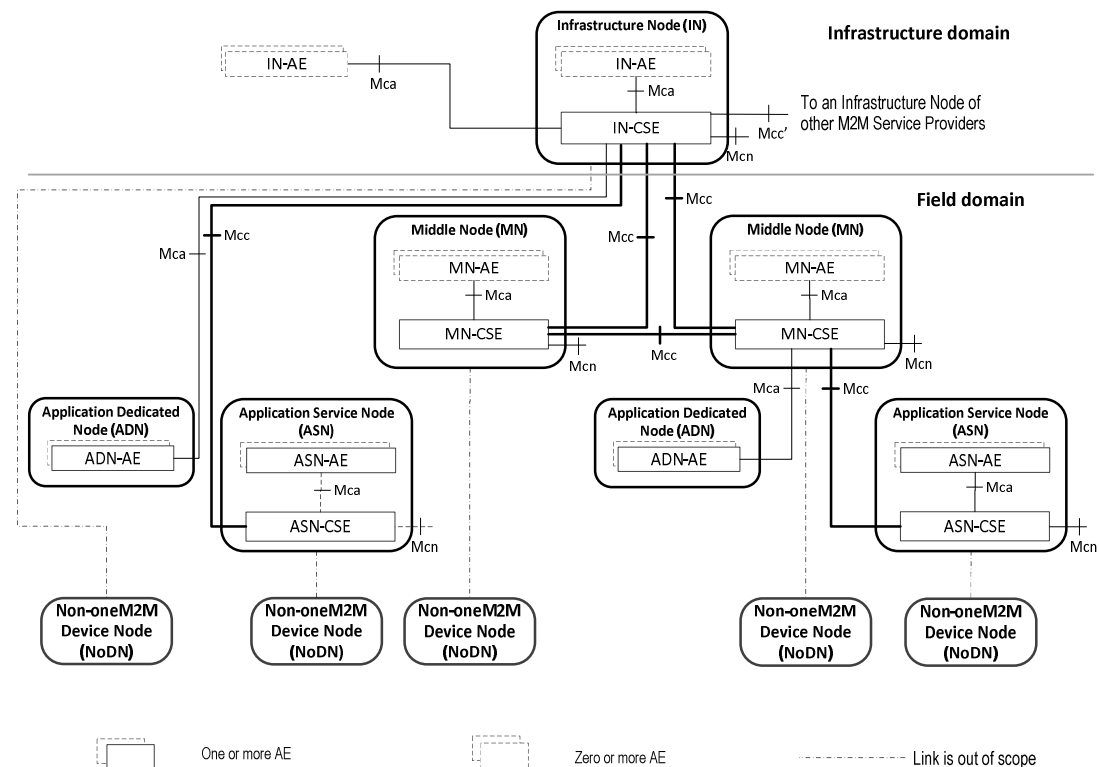 Infrastructure Node (IN)
Infrastructure domain
IN-AE
IN-AE
Mca
Mca
To an Infrastructure Node of
other M2M Service Providers
Mcc'
IN-CSE
Mcn
Field domain
Mcc
Mcc
Mca
Mcc
Middle Node (MN)
MN-AE
Mca
MN-CSE
Mcn
Mcc
Middle Node (MN)
MN-AE
Mca
MN-CSE
Mcn
Mca
Mcc
Application Dedicated
Node (ADN)
ADN-AE
Application Service Node
(ASN)
ASN-AE
Mca
ASN-CSE
Mcn
Application Dedicated
Node (ADN)
ADN-AE
Application Service Node
(ASN)
ASN-AE
Mca
ASN-CSE
Mcn
Non-oneM2M
Device Node
(NoDN)
Non-oneM2M
Device Node
(NoDN)
Non-oneM2M
Device Node
(NoDN)
Non-oneM2M
Device Node
(NoDN)
Non-oneM2M
Device Node
(NoDN)
One or more AE
Zero or more AE
Link is out of scope